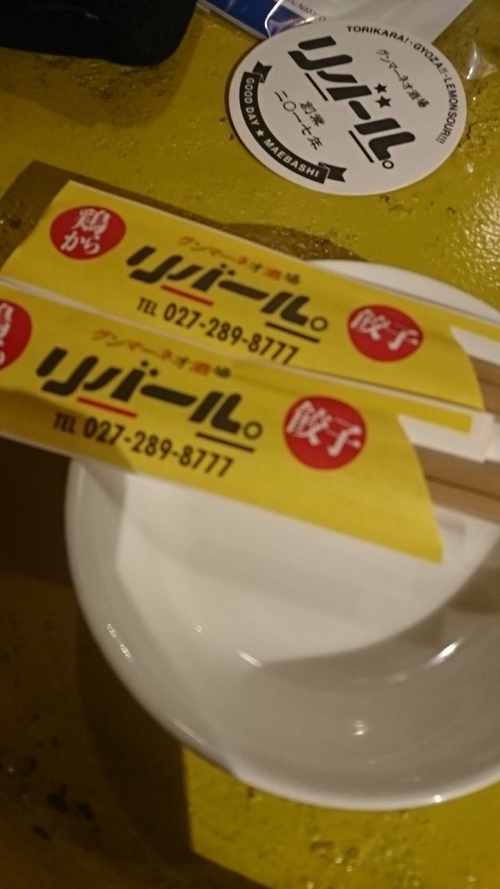 TORIKARA!・GYOZA!!・LEMONSOUR!!!
グンマーネオ酒場
リバール。
創業
二〇一七年
GOOD DAY ★ MAEBASHI
鶏から
グンマーネオ酒場
リバール。
TEL 027-289-8777
餃子
グンマーネオ酒場
リバール。
TEL 027-289-8777
餃子